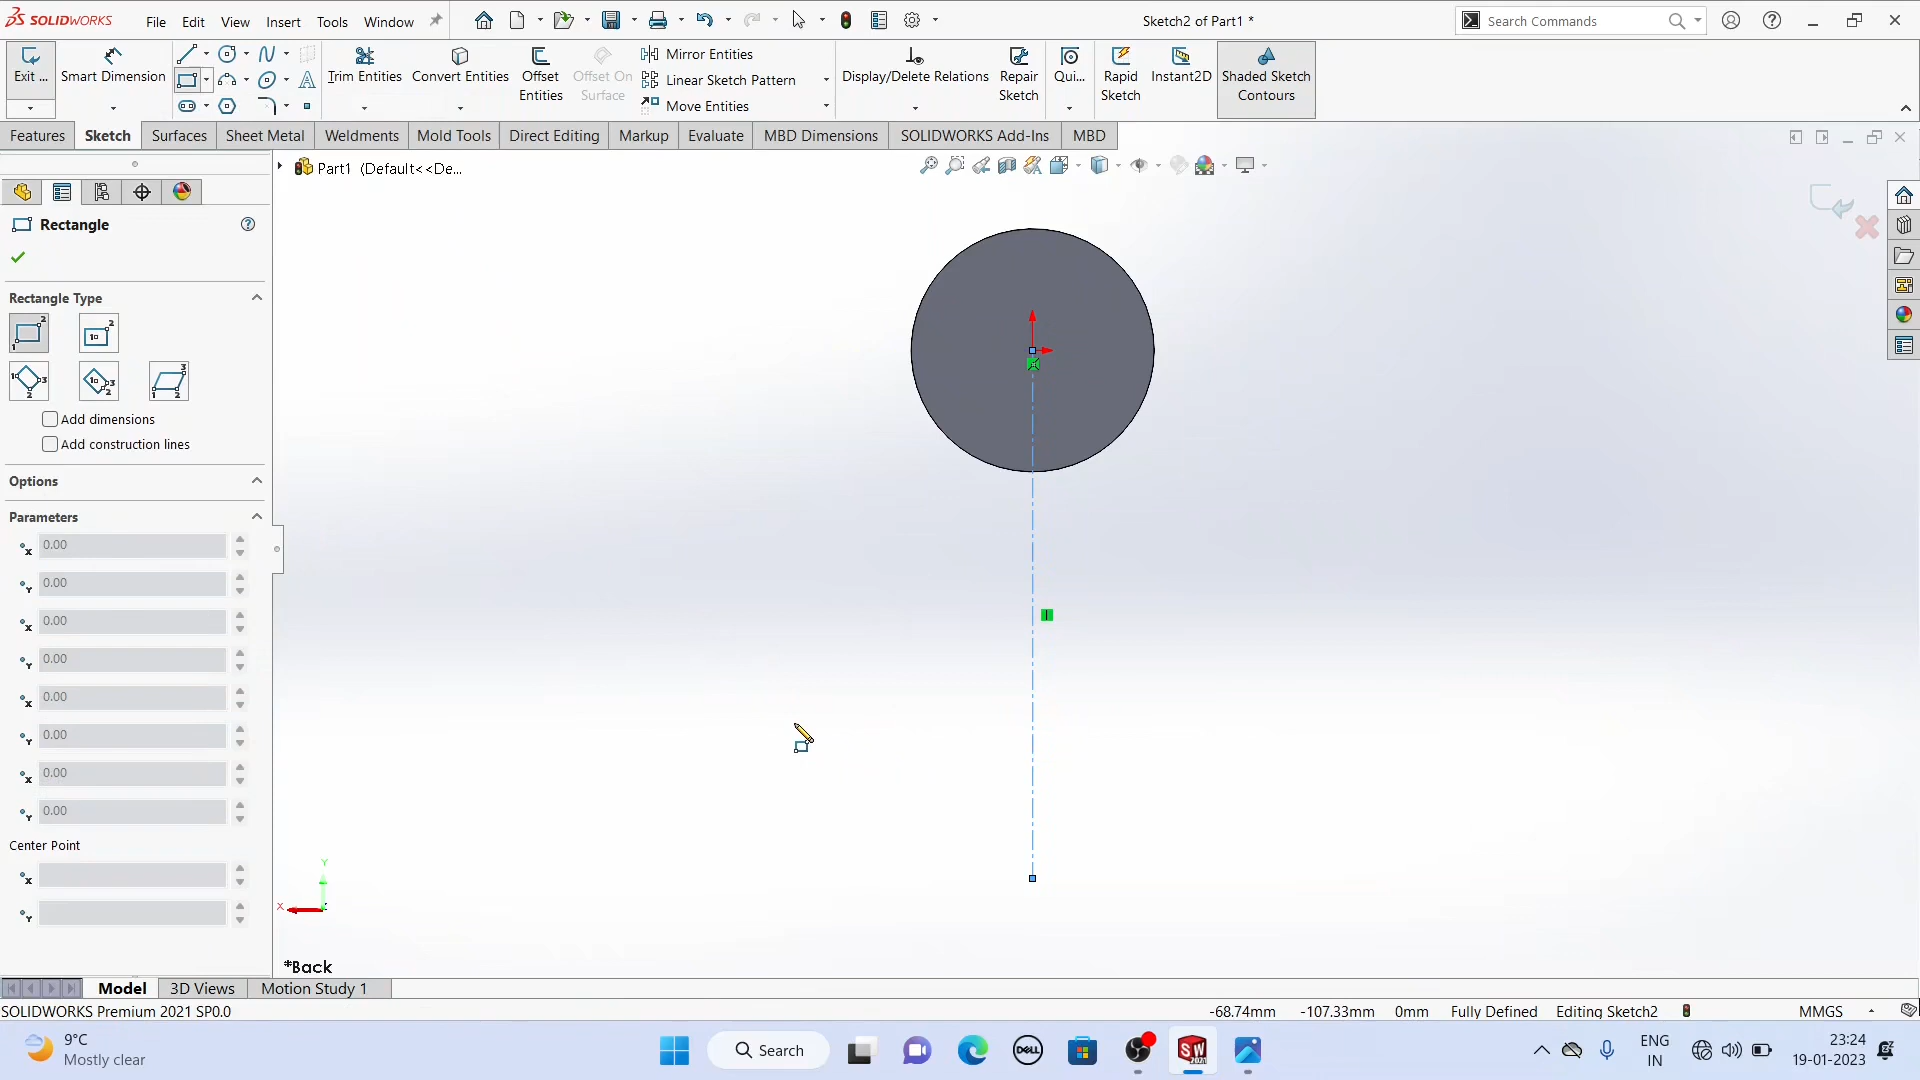 SOLIDWORKS File Edit View Insert Tools Window Sketch2 of Part1 * Search Commands
Exit ... Smart Dimension Trim Entities Convert Entities Offset Entities Offset On Surface Mirror Entities Linear Sketch Pattern Move Entities Display/Delete Relations Repair Sketch Qui... Rapid Sketch Instant2D Shaded Sketch Contours
Features Sketch Surfaces Sheet Metal Weldments Mold Tools Direct Editing Markup Evaluate MBD Dimensions SOLIDWORKS Add-Ins MBD
Part1 (Default<<De...
Rectangle
Rectangle Type
Add dimensions
Add construction lines
Options
Parameters
x 0.00
Y 0.00
x 0.00
Y 0.00
x 0.00
Y 0.00
x 0.00
Y 0.00
Center Point
x
Y
Y
X
*Back
Model 3D Views Motion Study 1
SOLIDWORKS Premium 2021 SP0.0 -68.74mm -107.33mm 0mm Fully Defined Editing Sketch2 MMGS
9°C
Mostly clear
Search
DELL
SW
2021
ENG
IN
23:24
19-01-2023